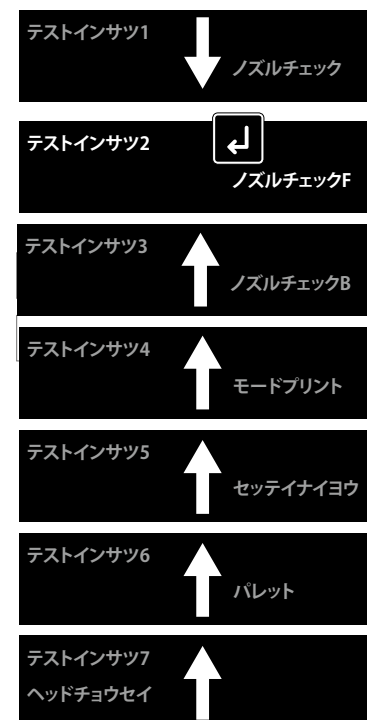 テストインサツ1
ノズルチェック
テストインサツ2
ノズルチェックF
テストインサツ3
ノズルチェックB
テストインサツ4
モードプリント
テストインサツ5
セッテイナイヨウ
テストインサツ6
パレット
テストインサツ7
ヘッドチョウセイ